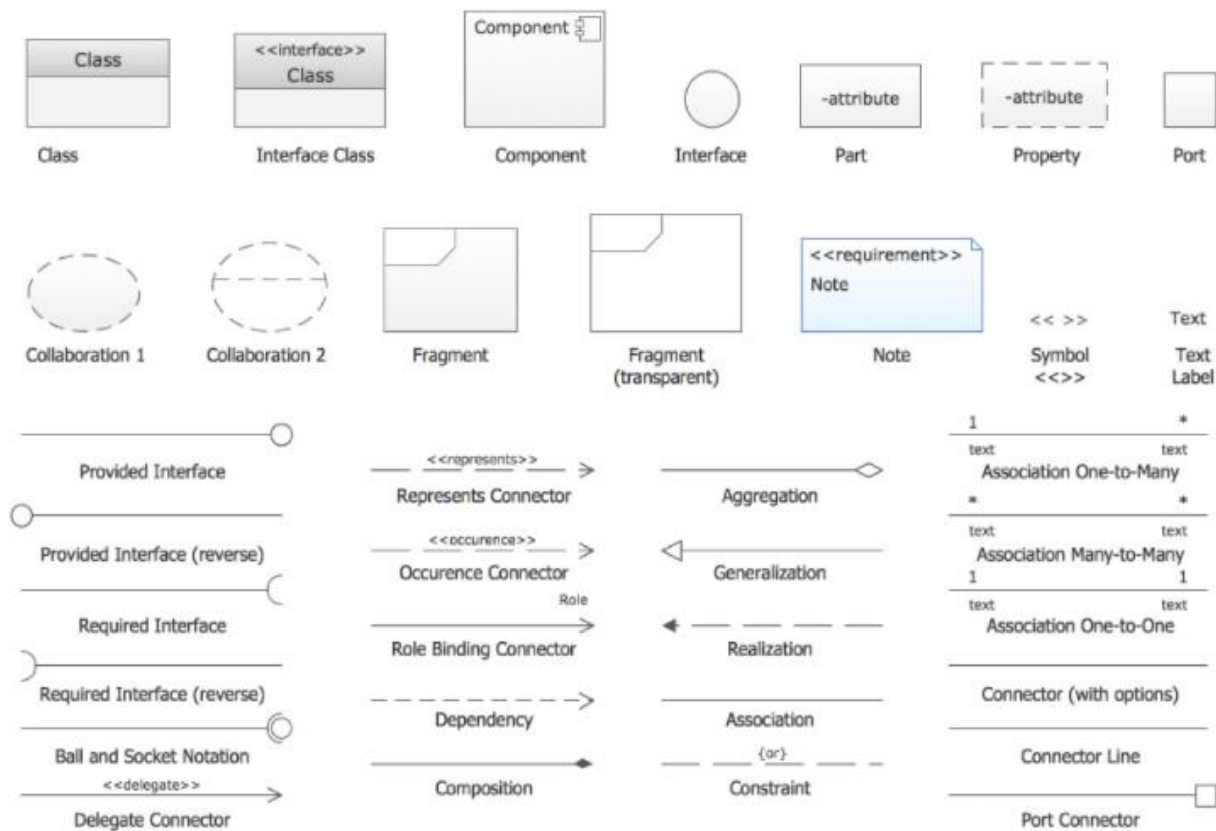 Class
<<interface>>
Class
Component
-attribute
-attribute
Class
Interface Class
Component
Interface
Part
Property
Port
<<requirement>>
Note
<< >>
Text
Collaboration 1
Collaboration 2
Fragment
Fragment
(transparent)
Note
Symbol
<<>>
Text
Label
Provided Interface
Provided Interface (reverse)
Required Interface
Required Interface (reverse)
Ball and Socket Notation
<<delegate>>
Delegate Connector
<<represents>>
Represents Connector
<<occurence>>
Occurence Connector
Role
Role Binding Connector
Dependency
Composition
Aggregation
Generalization
Realization
Association
{or}
Constraint
1 *
text text
Association One-to-Many
* *
text text
Association Many-to-Many
1 1
text text
Association One-to-One
Connector (with options)
Connector Line
Port Connector